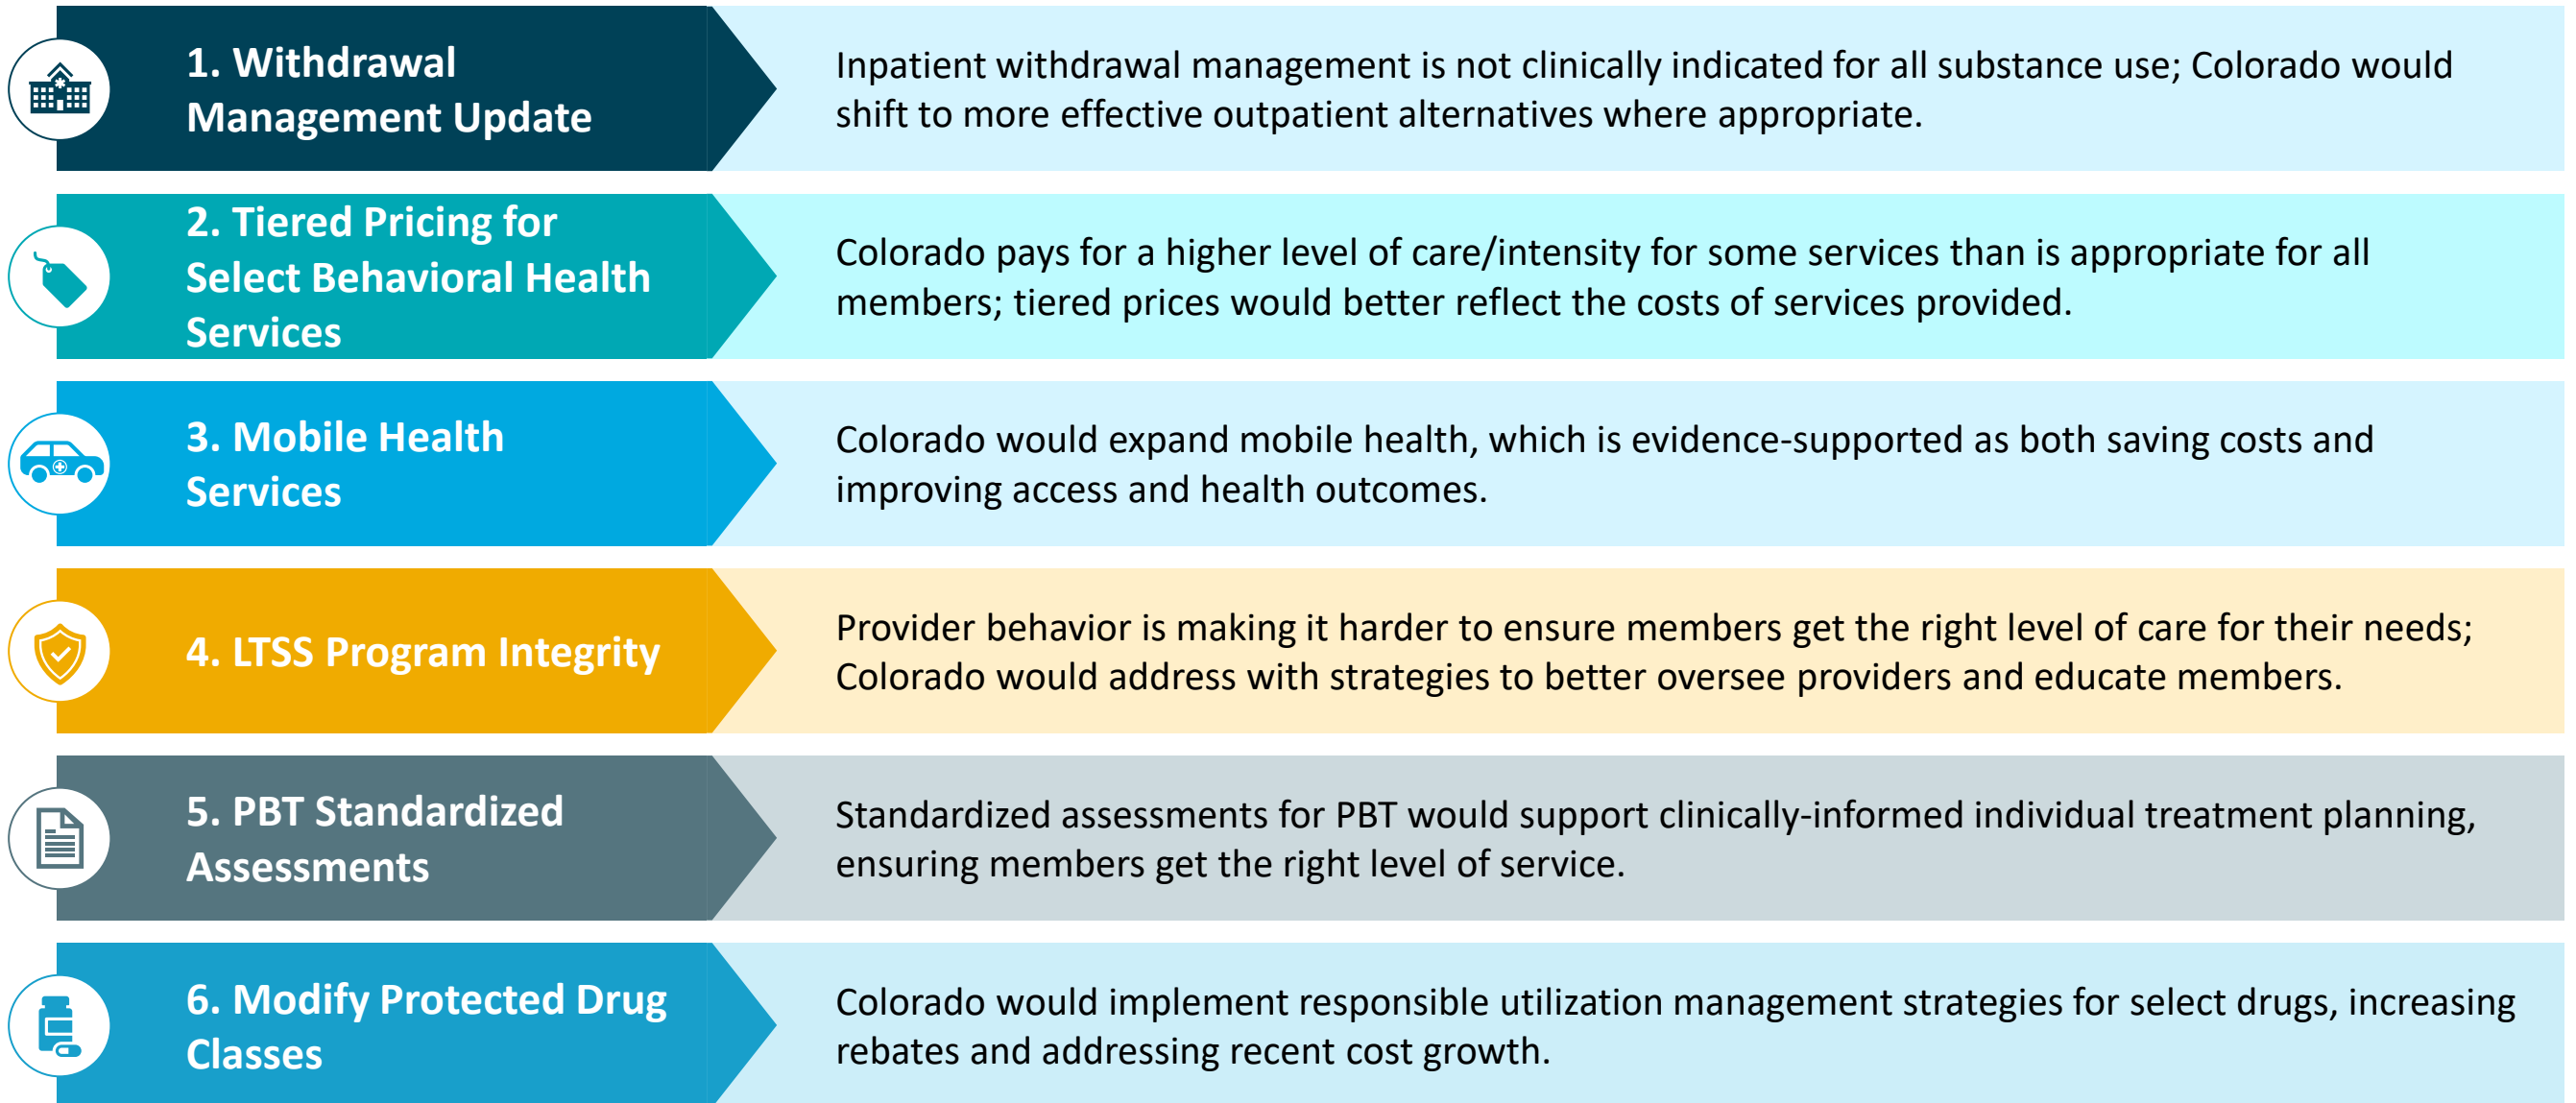 1. Withdrawal
Management Update
Inpatient withdrawal management is not clinically indicated for all substance use; Colorado would
shift to more effective outpatient alternatives where appropriate.
2. Tiered Pricing for
Select Behavioral Health
Services
Colorado pays for a higher level of care/intensity for some services than is appropriate for all
members; tiered prices would better reflect the costs of services provided.
3. Mobile Health
Services
Colorado would expand mobile health, which is evidence-supported as both saving costs and
improving access and health outcomes.
4. LTSS Program Integrity
Provider behavior is making it harder to ensure members get the right level of care for their needs;
Colorado would address with strategies to better oversee providers and educate members.
5. PBT Standardized
Assessments
Standardized assessments for PBT would support clinically-informed individual treatment planning,
ensuring members get the right level of service.
6. Modify Protected Drug
Classes
Colorado would implement responsible utilization management strategies for select drugs, increasing
rebates and addressing recent cost growth.